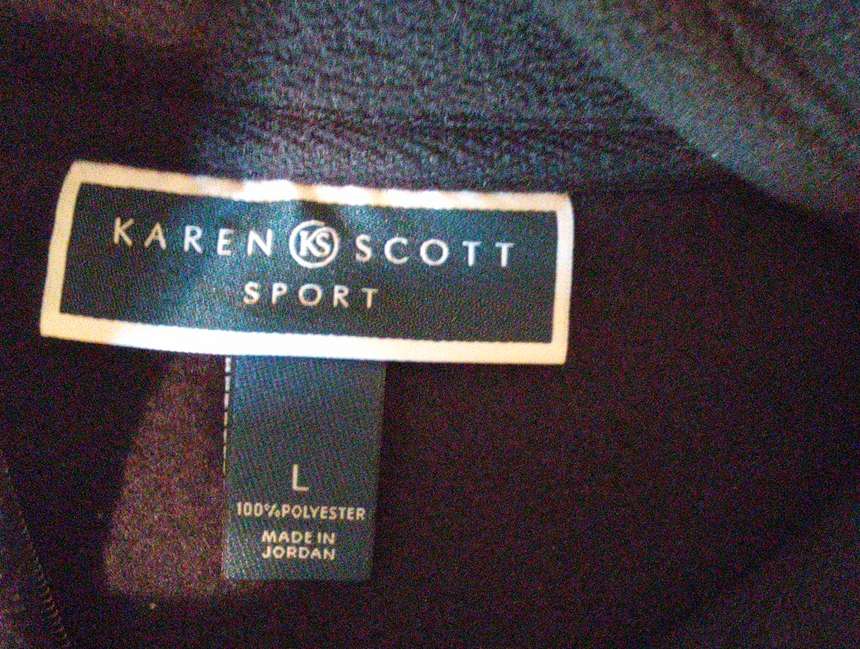 KAREN KS SCOTT
SPORT
L
100%POLYESTER
MADE IN
JORDAN